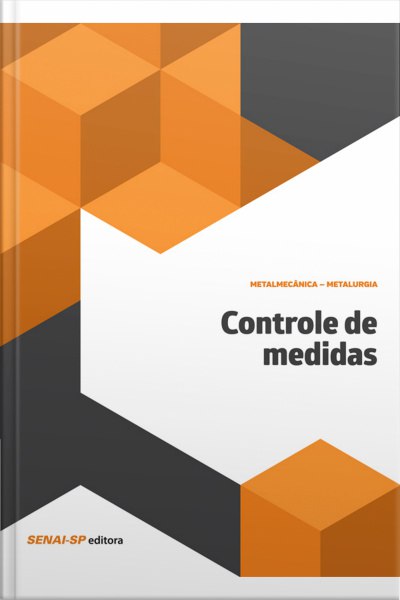 METALMECÂNICA – METALURGIA
Controle de
medidas
SENAI-SP editora